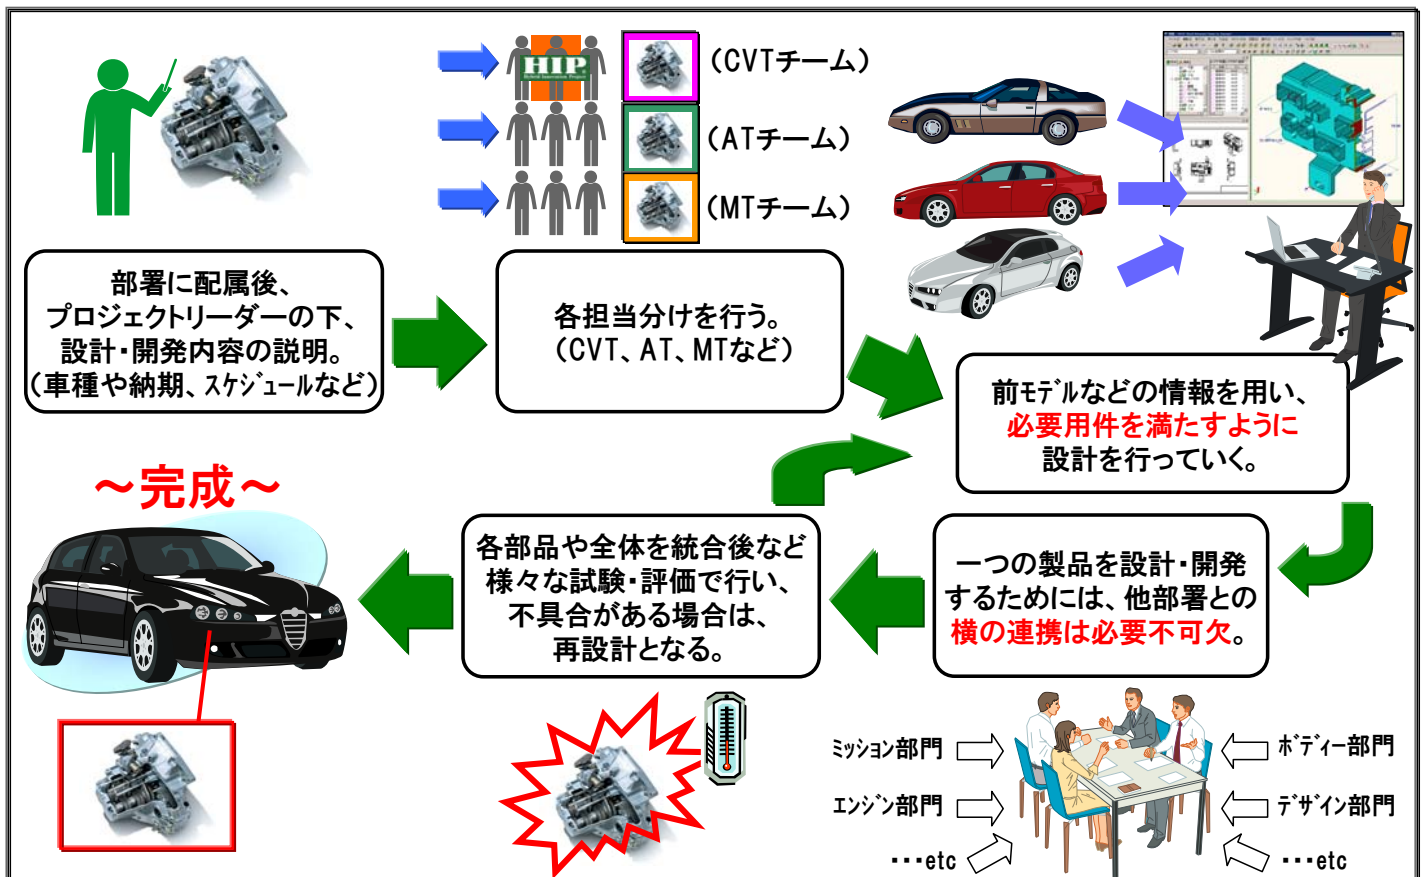 HIP
Hybrid Innovation Project
(CVTチーム)
(ATチーム)
(MTチーム)
部署に配属後、
プロジェクトリーダーの下、
設計・開発内容の説明。
(車種や納期、スケジュールなど)
各担当分けを行う。
(CVT、AT、MTなど)
前モデルなどの情報を用い、
必要用件を満たすように
設計を行っていく。
一つの製品を設計・開発
するためには、他部署との
横の連携は必要不可欠。
各部品や全体を統合後など
様々な試験・評価で行い、
不具合がある場合は、
再設計となる。
~完成~
ミッション部門
エンジン部門
・・・etc
ボディー部門
デザイン部門
・・・etc